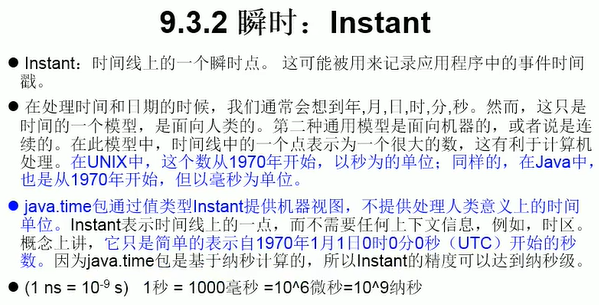 9.3.2 瞬时：Instant
● Instant：时间线上的一个瞬时点。 这可能被用来记录应用程序中的事件时间
戳。
● 在处理时间和日期的时候，我们通常会想到年,月,日,时,分,秒。然而，这只是
时间的一个模型，是面向人类的。第二种通用模型是面向机器的，或者说是连
续的。在此模型中，时间线中的一个点表示为一个很大的数，这有利于计算机
处理。在UNIX中，这个数从1970年开始，以秒为的单位；同样的，在Java中，
也是从1970年开始，但以毫秒为单位。
● java.time包通过值类型Instant提供机器视图，不提供处理人类意义上的时间
单位。Instant表示时间线上的一点，而不需要任何上下文信息，例如，时区。
概念上讲，它只是简单的表示自1970年1月1日0时0分0秒（UTC）开始的秒
数。因为java.time包是基于纳秒计算的，所以Instant的精度可以达到纳秒级。
● (1 ns = 10⁻⁹ s)   1秒 = 1000毫秒 =10^6微秒=10^9纳秒